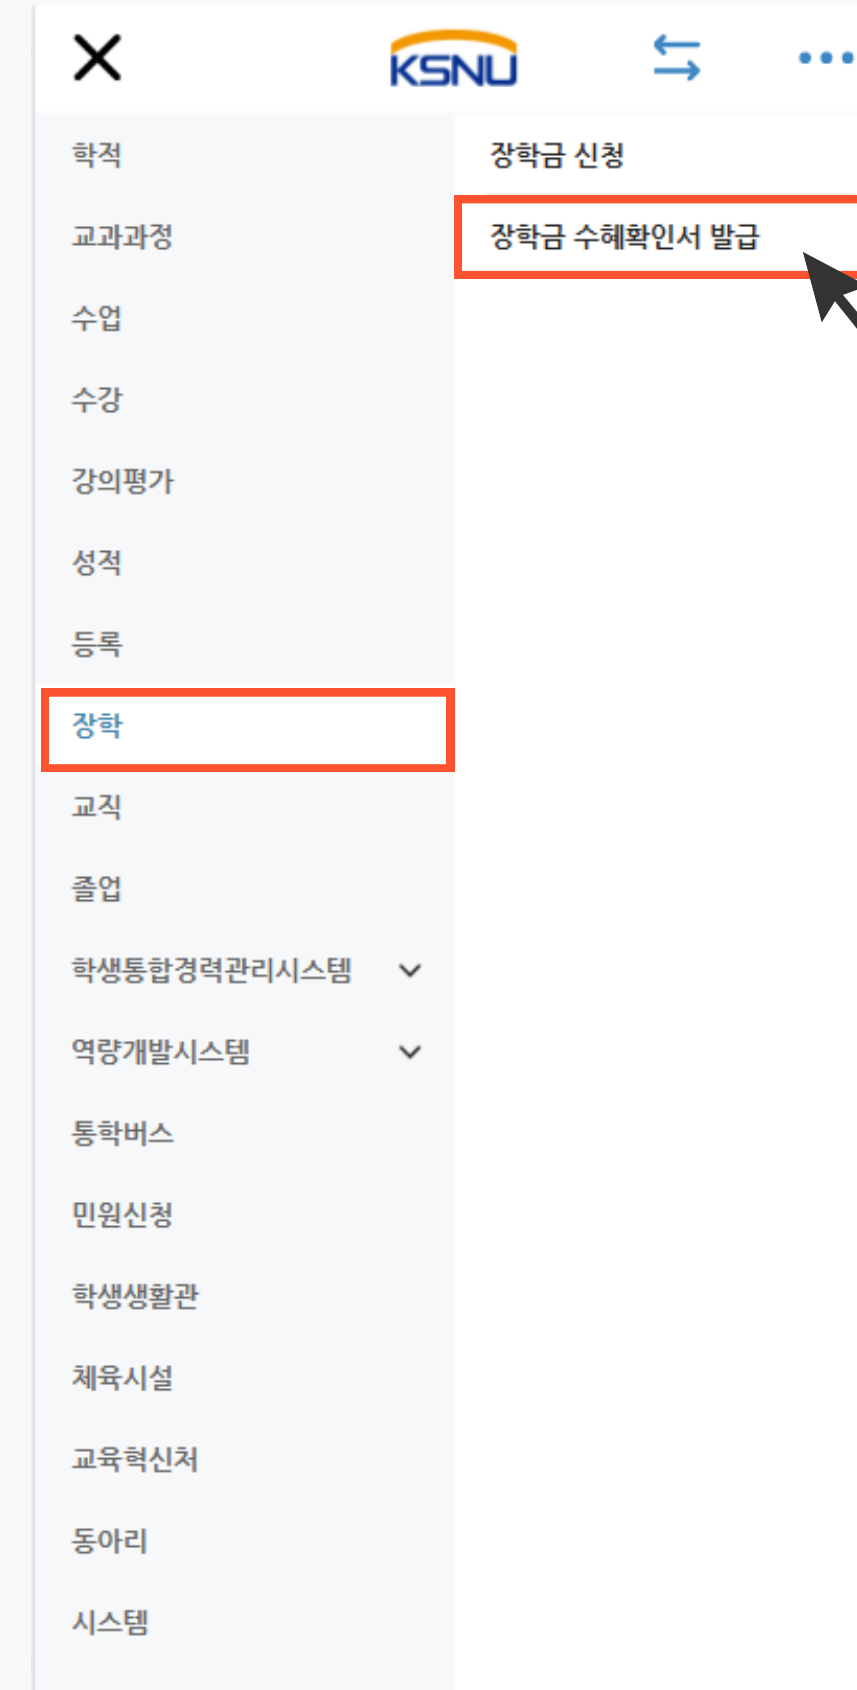 KSNU
학적
교과과정
수업
수강
강의평가
성적
등록
장학
교직
졸업
학생통합경력관리시스템
역량개발시스템
통학버스
민원신청
학생생활관
체육시설
교육혁신처
동아리
시스템
장학금 신청
장학금 수혜확인서 발급